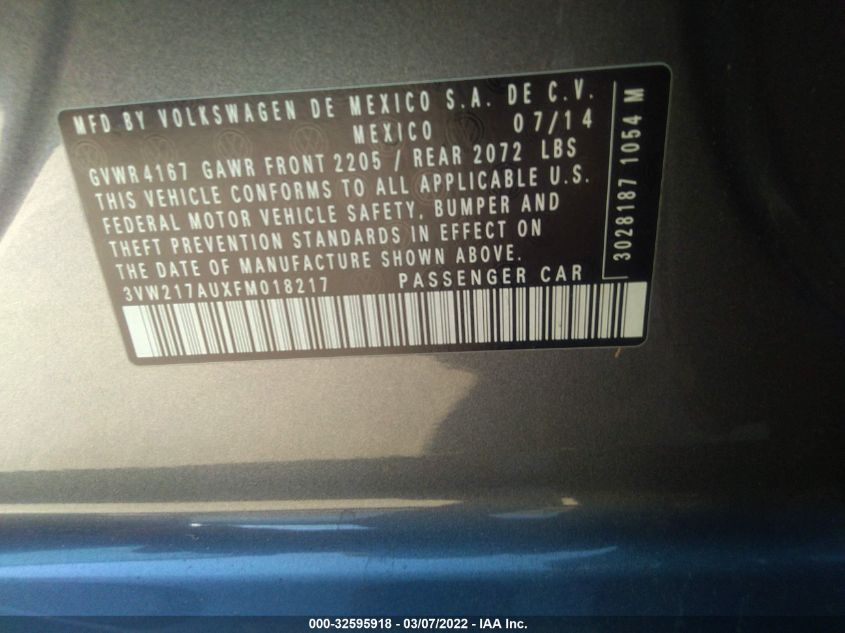 MFD BY VOLKSWAGEN DE MEXICO S.A. DE C.V.
MEXICO 07/14
GVWR 4167 GAWR FRONT 2205 / REAR 2072 LBS
THIS VEHICLE CONFORMS TO ALL APPLICABLE U.S.
FEDERAL MOTOR VEHICLE SAFETY, BUMPER AND
THEFT PREVENTION STANDARDS IN EFFECT ON
THE DATE OF MANUFACTURE SHOWN ABOVE.
3VW217AUXFM018217 PASSENGER CAR
3028187 1054 M
000-32595918 - 03/07/2022 - IAA Inc.